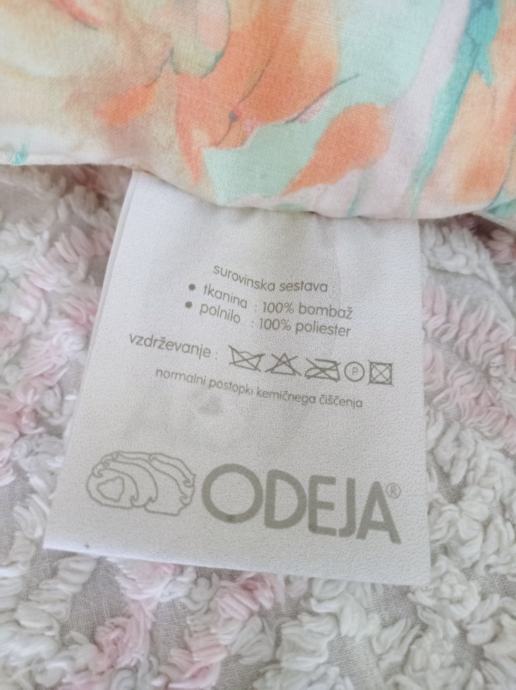 surovinska sestava :
• tkanina : 100% bombaž
• polnilo : 100% poliester
vzdrževanje : P
normalni postopki kemičnega čiščenja
ODEJA®